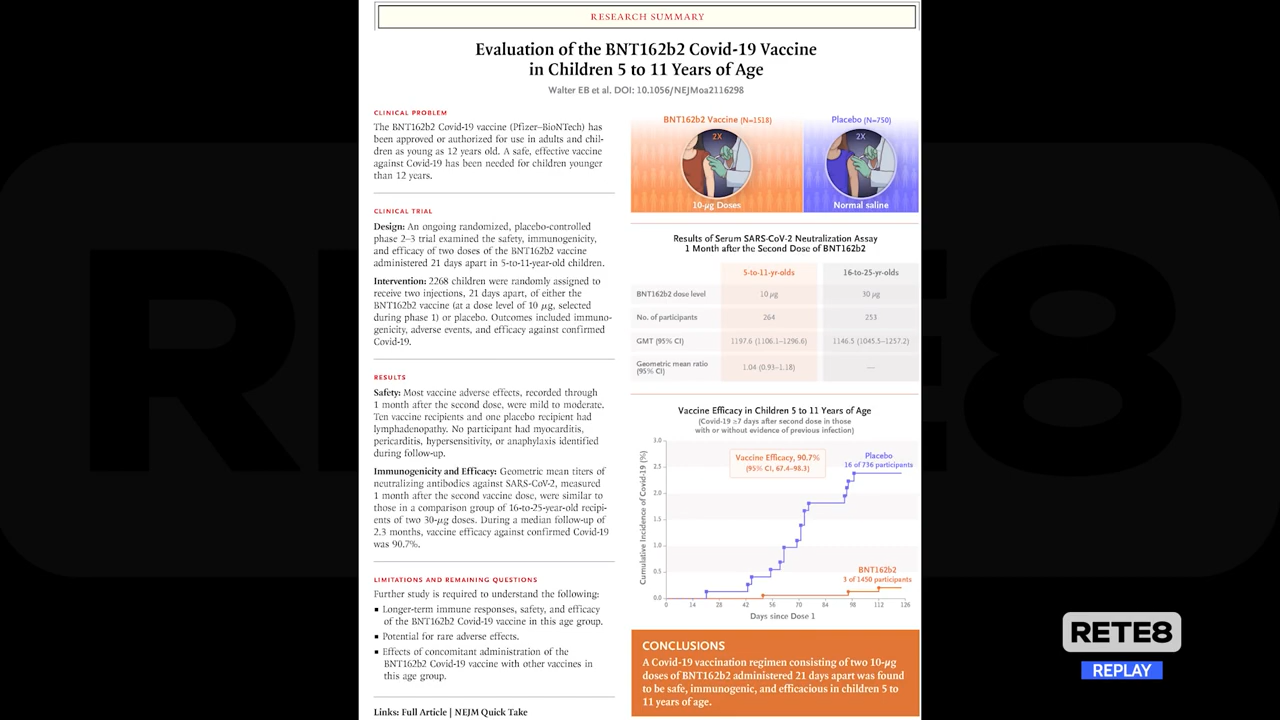 RESEARCH SUMMARY
Evaluation of the BNT162b2 Covid-19 Vaccine
in Children 5 to 11 Years of Age
Walter EB et al. DOI: 10.1056/NEJMoa2116298
CLINICAL PROBLEM
The BNT162b2 Covid-19 vaccine (Pfizer–BioNTech) has
been approved or authorized for use in adults and chil-
dren as young as 12 years old. A safe, effective vaccine
against Covid-19 has been needed for children younger
than 12 years.
CLINICAL TRIAL
Design: An ongoing randomized, placebo-controlled
phase 2–3 trial examined the safety, immunogenicity,
and efficacy of two doses of the BNT162b2 vaccine
administered 21 days apart in 5-to-11-year-old children.
Intervention: 2268 children were randomly assigned to
receive two injections, 21 days apart, of either the
BNT162b2 vaccine (at a dose level of 10 µg, selected
during phase 1) or placebo. Outcomes included immuno-
genicity, adverse events, and efficacy against confirmed
Covid-19.
RESULTS
Safety: Most vaccine adverse effects, recorded through
1 month after the second dose, were mild to moderate.
Ten vaccine recipients and one placebo recipient had
lymphadenopathy. No participant had myocarditis,
pericarditis, hypersensitivity, or anaphylaxis identified
during follow-up.
Immunogenicity and Efficacy: Geometric mean titers of
neutralizing antibodies against SARS-CoV-2, measured
1 month after the second vaccine dose, were similar to
those in a comparison group of 16-to-25-year-old recipi-
ents of two 30-µg doses. During a median follow-up of
2.3 months, vaccine efficacy against confirmed Covid-19
was 90.7%.
LIMITATIONS AND REMAINING QUESTIONS
Further study is required to understand the following:
▪ Longer-term immune responses, safety, and efficacy
of the BNT162b2 Covid-19 vaccine in this age group.
▪ Potential for rare adverse effects.
▪ Effects of concomitant administration of the
BNT162b2 Covid-19 vaccine with other vaccines in
this age group.
Links: Full Article | NEJM Quick Take
BNT162b2 Vaccine (N=1518) Placebo (N=750)
2X 2X
10-µg Doses Normal saline
Results of Serum SARS-CoV-2 Neutralization Assay
1 Month after the Second Dose of BNT162b2
5-to-11-yr-olds 16-to-25-yr-olds
BNT162b2 dose level 10 µg 30 µg
No. of participants 264 253
GMT (95% CI) 1197.6 (1106.1–1296.6) 1146.5 (1045.5–1257.2)
Geometric mean ratio
(95% CI) 1.04 (0.93–1.18) —
Vaccine Efficacy in Children 5 to 11 Years of Age
(Covid-19 ≥7 days after second dose in those
with or without evidence of previous infection)
Cumulative Incidence of Covid-19 (%)
3.0
2.5
2.0
1.5
1.0
0.5
0.0
Vaccine Efficacy, 90.7%
(95% CI, 67.4–98.3)
Placebo
16 of 736 participants
BNT162b2
3 of 1450 participants
0 14 28 42 56 70 84 98 112 126
Days since Dose 1
CONCLUSIONS
A Covid-19 vaccination regimen consisting of two 10-µg
doses of BNT162b2 administered 21 days apart was found
to be safe, immunogenic, and efficacious in children 5 to
11 years of age.
RETE8
REPLAY